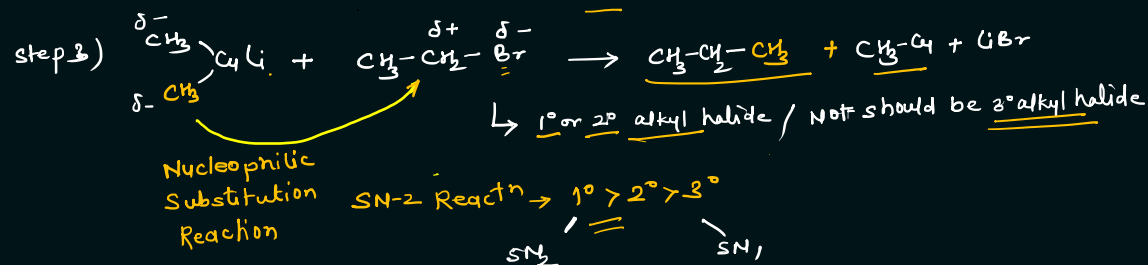 step 3) δ- CH3 CuLi + CH3-CH2-Br δ+ δ- → CH3-CH2-CH3 + CH3-Cu + LiBr
δ- CH3
↳ 1° or 2° alkyl halide / Not should be 3° alkyl halide
Nucleophilic
Substitution
Reaction
SN-2 Reactn → 1° > 2° > 3°
SN2 SN1